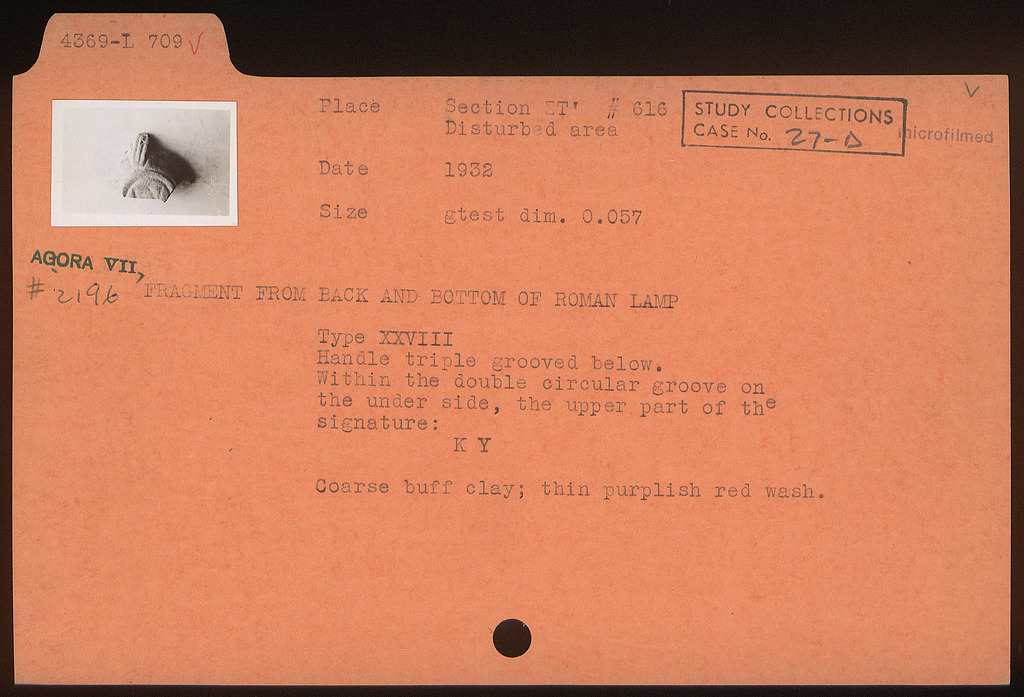 4369-L 709 √
Place Section ΣT' # 616
Disturbed area
STUDY COLLECTIONS
CASE No. 27-Δ
microfilmed
Date 1932
Size gtest dim. 0.057
AGORA VII,
# 2196
FRAGMENT FROM BACK AND BOTTOM OF ROMAN LAMP
Type XXVIII
Handle triple grooved below.
Within the double circular groove on
the under side, the upper part of the
signature:
K Y
Coarse buff clay; thin purplish red wash.